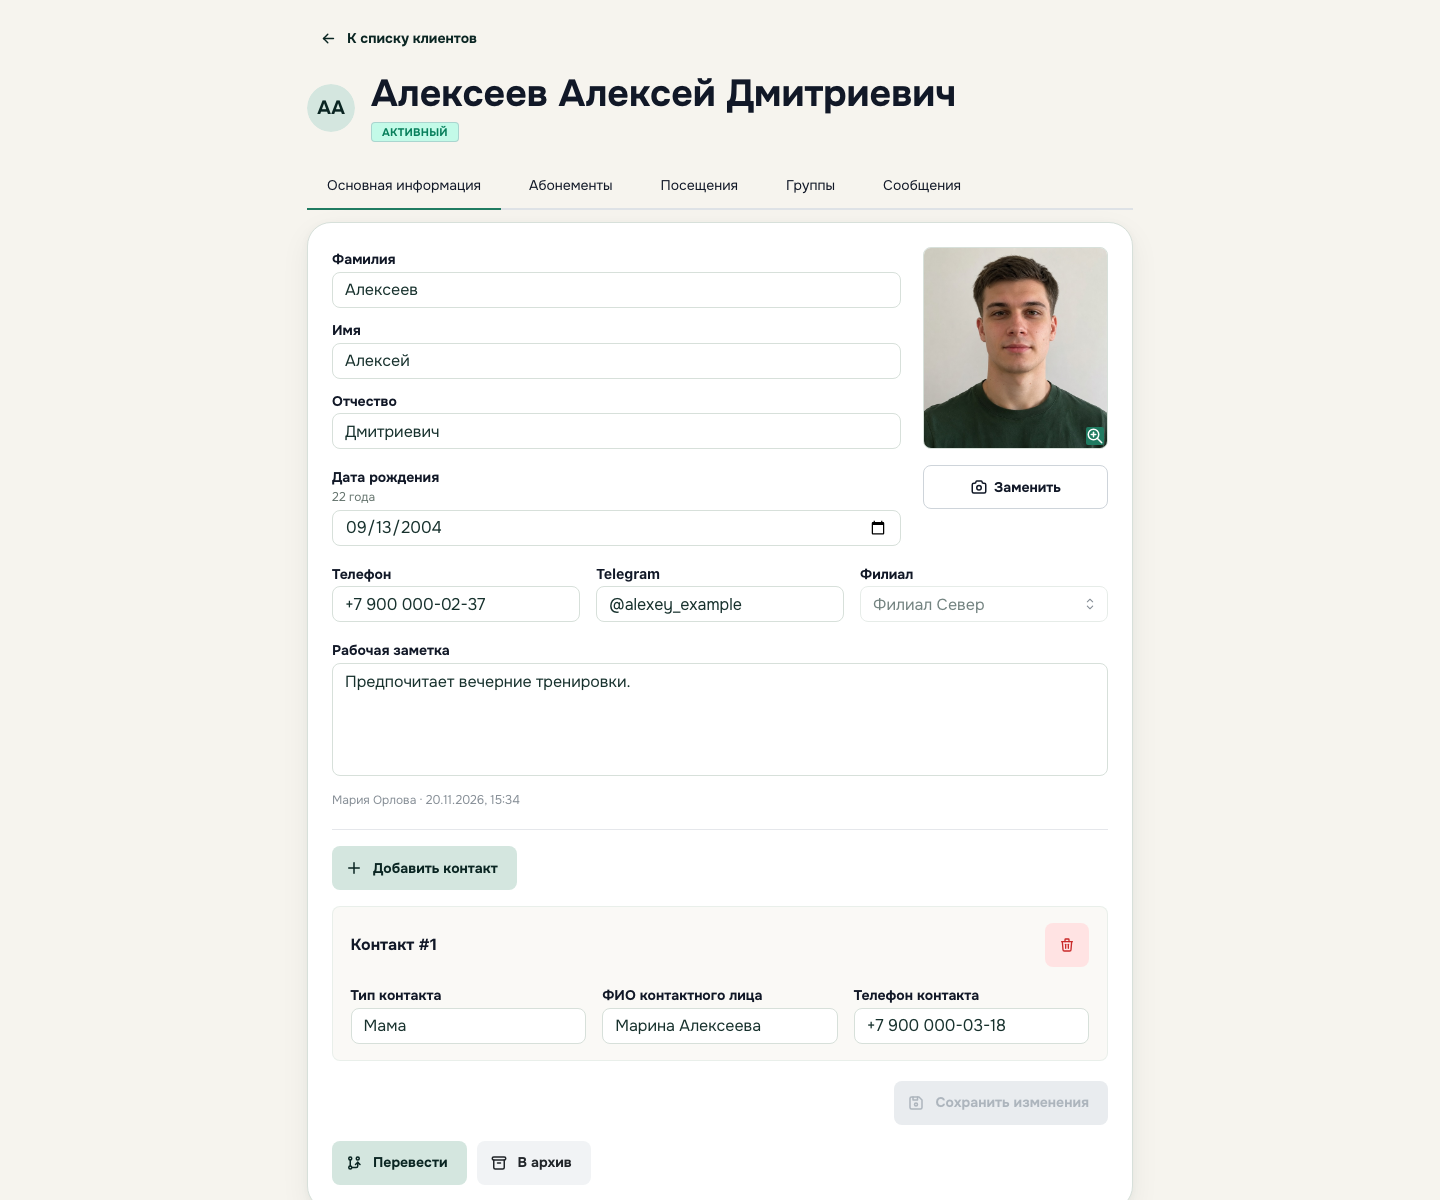 К списку клиентов
АА
Алексеев Алексей Дмитриевич
АКТИВНЫЙ
Основная информация
Абонементы
Посещения
Группы
Сообщения
Фамилия
Алексеев
Имя
Алексей
Отчество
Дмитриевич
Дата рождения
22 года
09/13/2004
Заменить
Телефон
+7 900 000-02-37
Telegram
@alexey_example
Филиал
Филиал Север
Рабочая заметка
Предпочитает вечерние тренировки.
Мария Орлова · 20.11.2026, 15:34
Добавить контакт
Контакт #1
Тип контакта
Мама
ФИО контактного лица
Марина Алексеева
Телефон контакта
+7 900 000-03-18
Сохранить изменения
Перевести
В архив